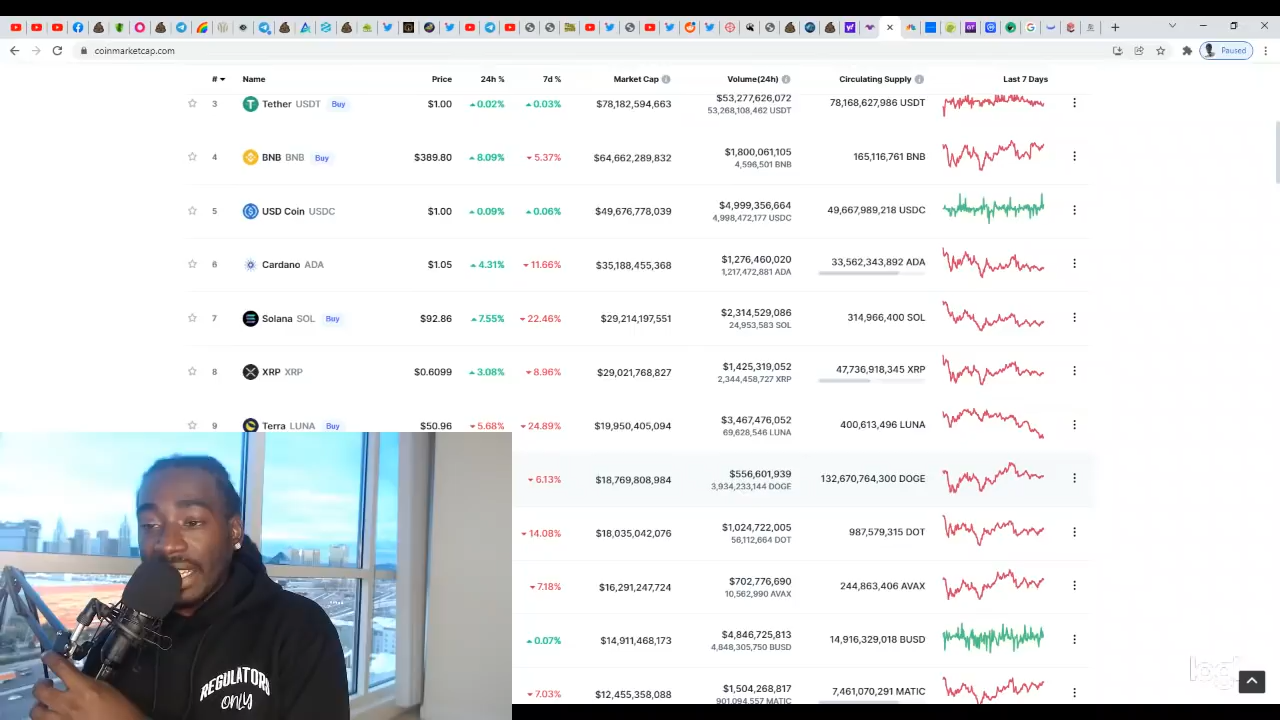 coinmarketcap.com
Paused
# Name Price 24h % 7d % Market Cap Volume(24h) Circulating Supply Last 7 Days
3 Tether USDT Buy $1.00 0.02% 0.03% $78,182,594,663 $53,277,626,072 78,168,627,986 USDT
53,268,108,462 USDT
4 BNB BNB Buy $389.80 8.09% 5.37% $64,662,289,832 $1,800,061,105 165,116,761 BNB
4,596,501 BNB
5 USD Coin USDC $1.00 0.09% 0.06% $49,676,778,039 $4,999,356,664 49,667,989,218 USDC
4,998,472,177 USDC
6 Cardano ADA $1.05 4.31% 11.66% $35,188,455,368 $1,276,460,020 33,562,343,892 ADA
1,217,472,881 ADA
7 Solana SOL Buy $92.86 7.55% 22.46% $29,214,197,551 $2,314,529,086 314,966,400 SOL
24,953,583 SOL
8 XRP XRP $0.6099 3.08% 8.96% $29,021,768,827 $1,425,319,052 47,736,918,345 XRP
2,344,458,727 XRP
9 Terra LUNA Buy $50.96 5.68% 24.89% $19,950,405,094 $3,467,476,052 400,613,496 LUNA
69,628,546 LUNA
6.13% $18,769,808,984 $556,601,939 132,670,764,300 DOGE
3,934,233,144 DOGE
14.08% $18,035,042,076 $1,024,722,005 987,579,315 DOT
56,112,664 DOT
7.18% $16,291,247,724 $702,776,690 244,863,406 AVAX
10,562,990 AVAX
0.07% $14,911,468,173 $4,846,725,813 14,916,329,018 BUSD
4,848,305,750 BUSD
7.03% $12,455,358,088 $1,504,268,817 7,461,070,291 MATIC
901,094,557 MATIC
REGULATORS
only